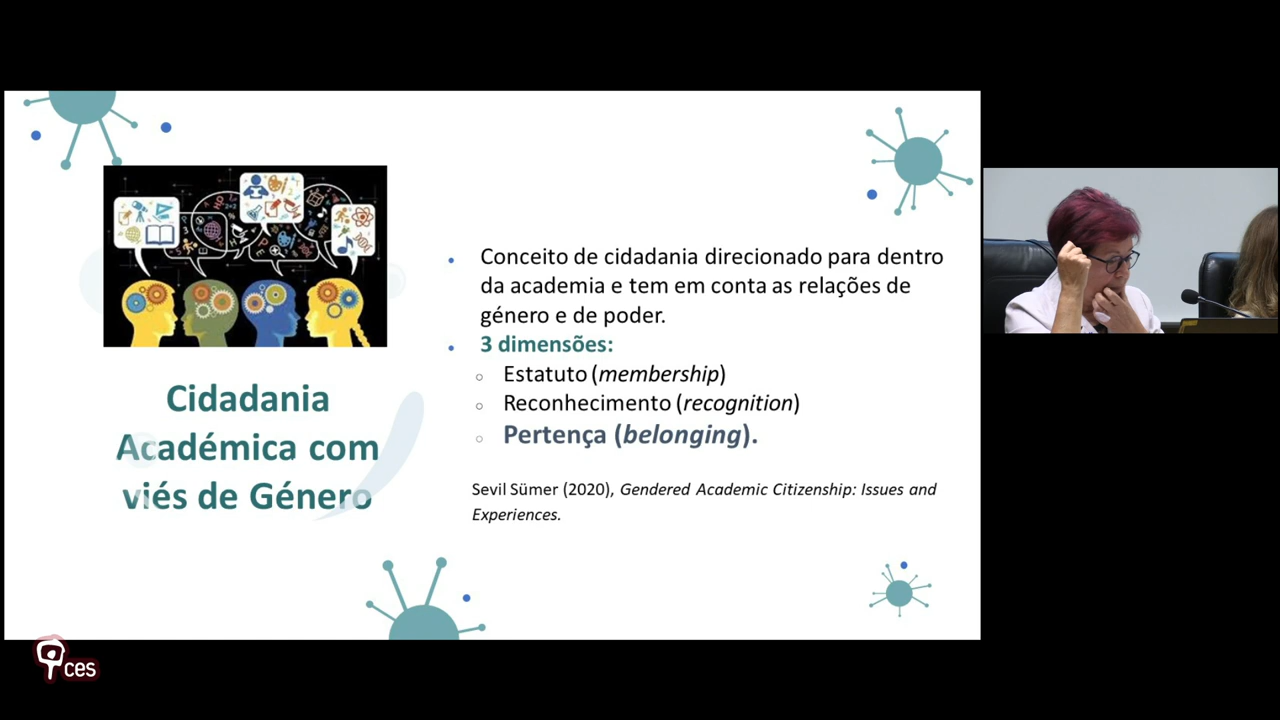 Cidadania
Académica com
viés de Género
Conceito de cidadania direcionado para dentro
da academia e tem em conta as relações de
género e de poder.
3 dimensões:
Estatuto (membership)
Reconhecimento (recognition)
Pertença (belonging).
Sevil Sümer (2020), Gendered Academic Citizenship: Issues and
Experiences.
ces